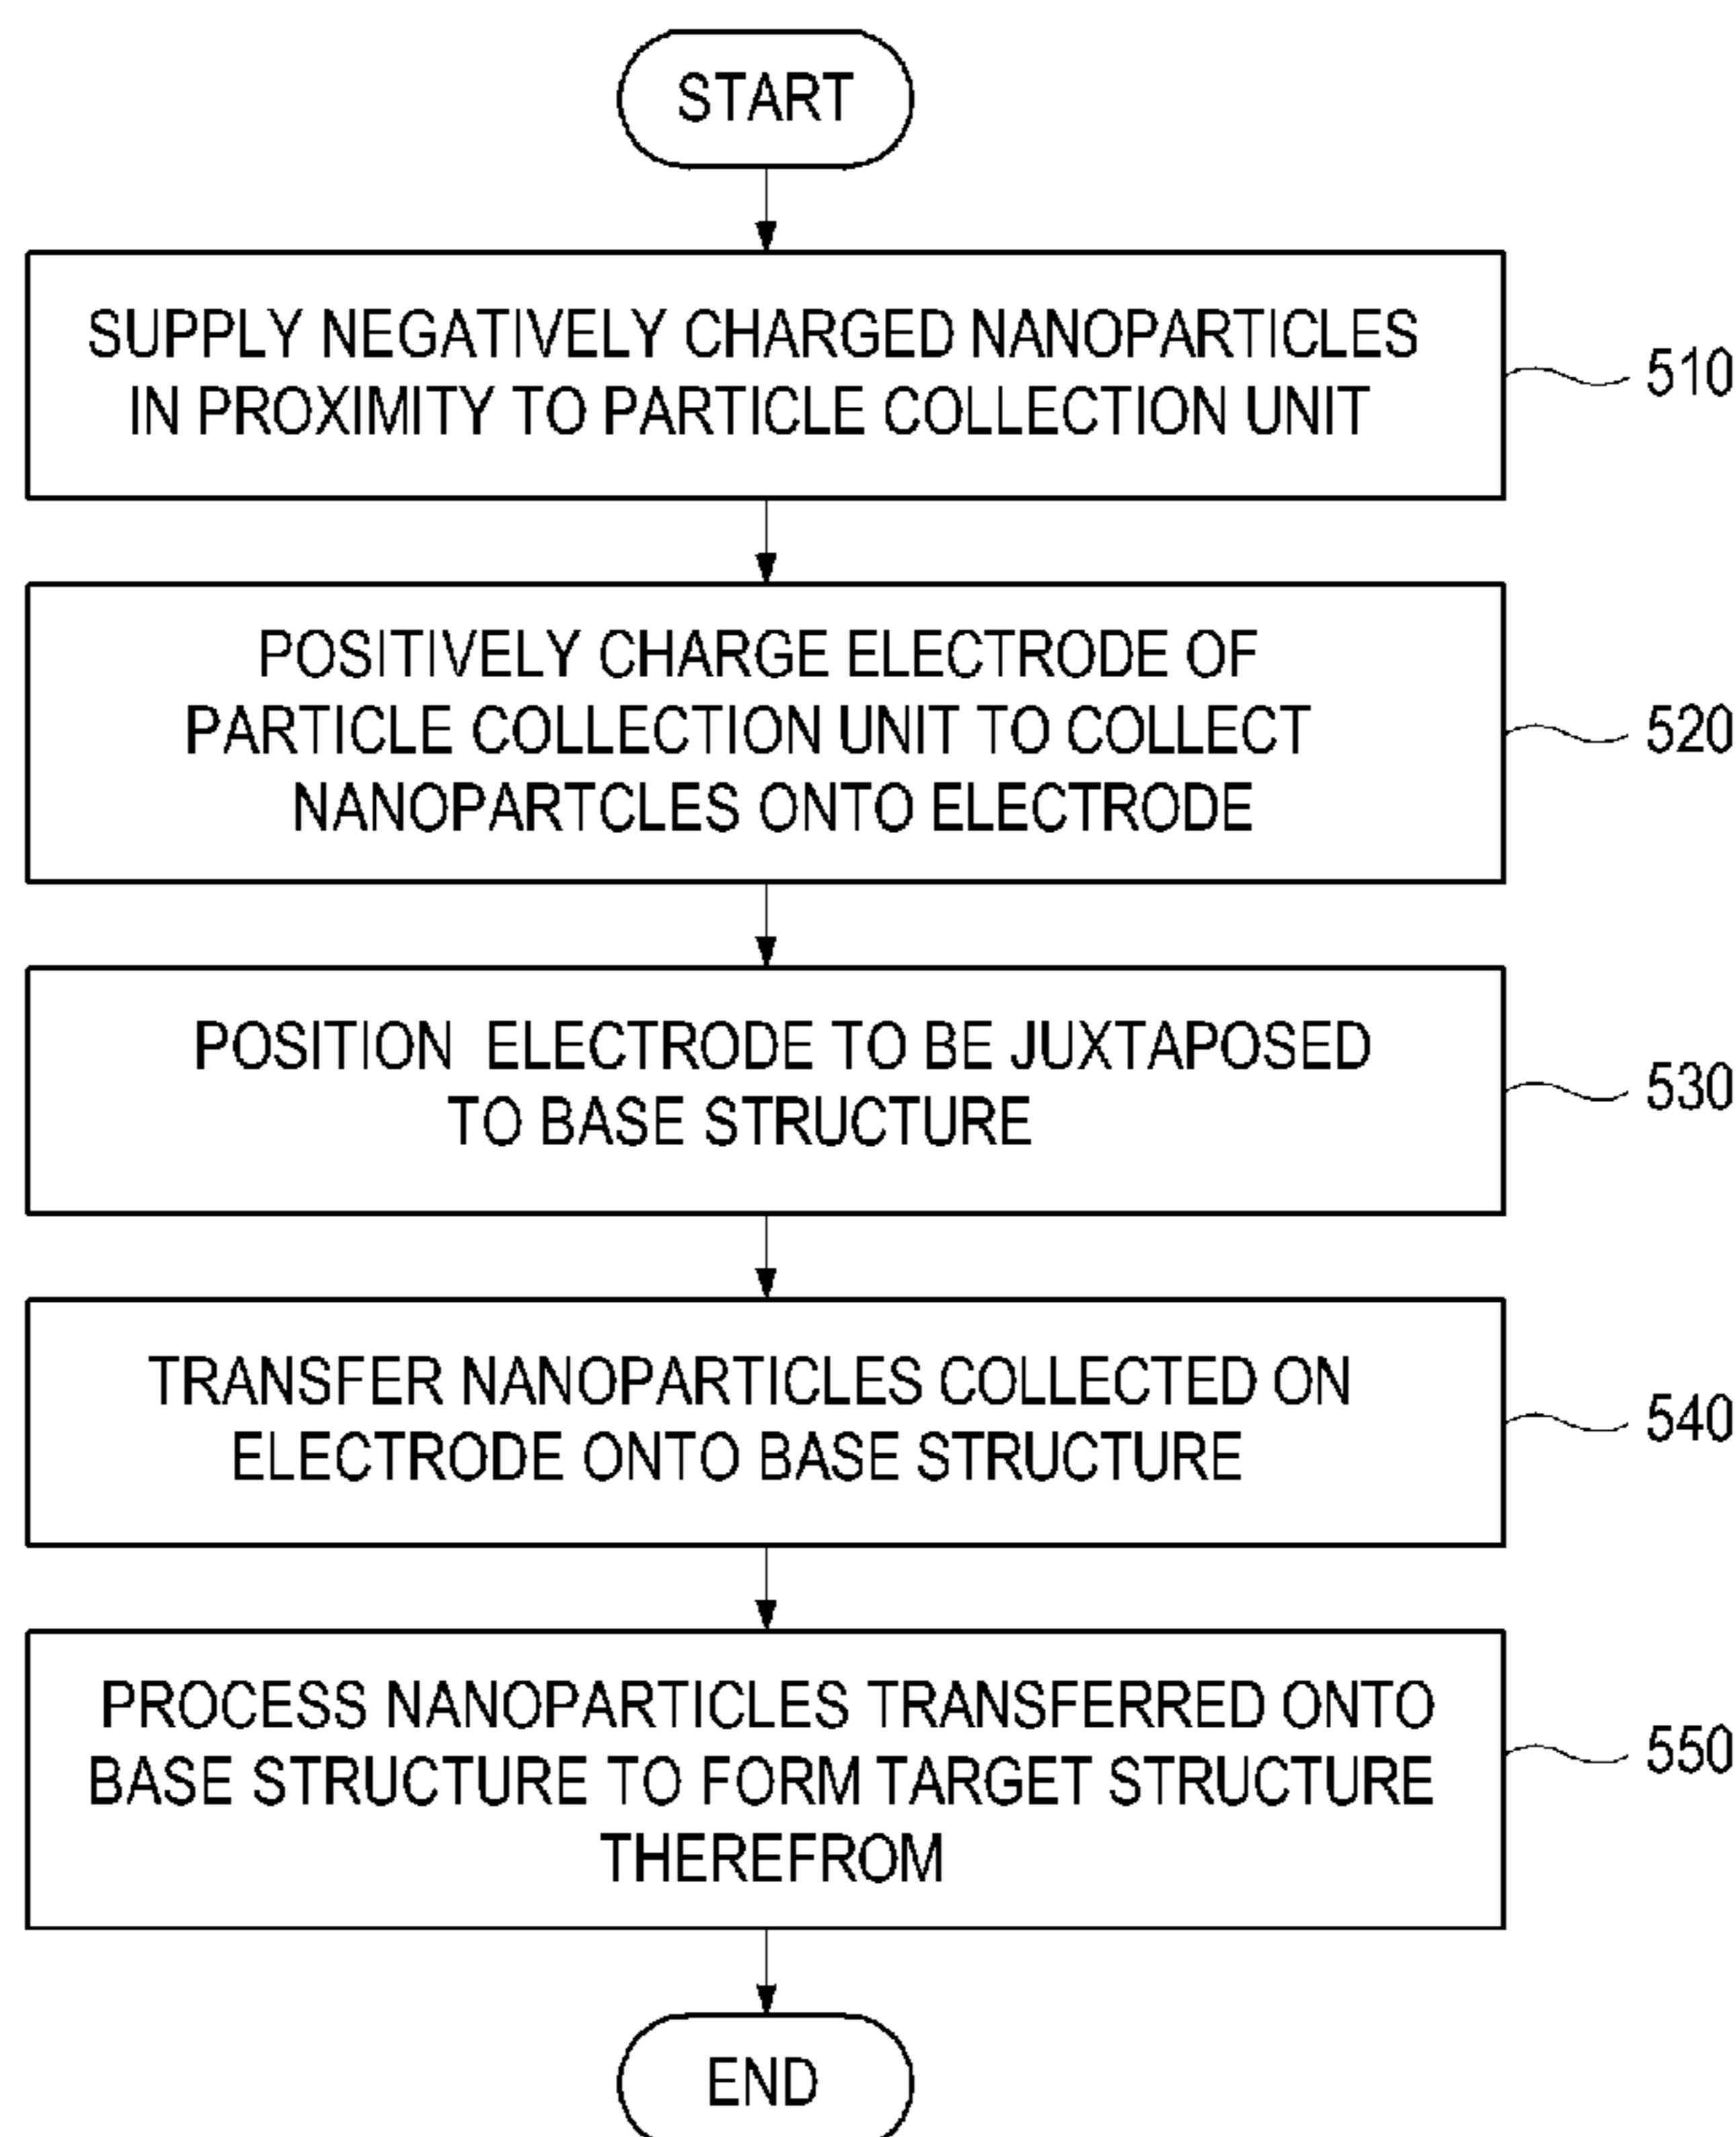 START
SUPPLY NEGATIVELY CHARGED NANOPARTICLES
IN PROXIMITY TO PARTICLE COLLECTION UNIT
510
POSITIVELY CHARGE ELECTRODE OF
PARTICLE COLLECTION UNIT TO COLLECT
NANOPARTCLES ONTO ELECTRODE
520
POSITION ELECTRODE TO BE JUXTAPOSED
TO BASE STRUCTURE
530
TRANSFER NANOPARTICLES COLLECTED ON
ELECTRODE ONTO BASE STRUCTURE
540
PROCESS NANOPARTICLES TRANSFERRED ONTO
BASE STRUCTURE TO FORM TARGET STRUCTURE
THEREFROM
550
END